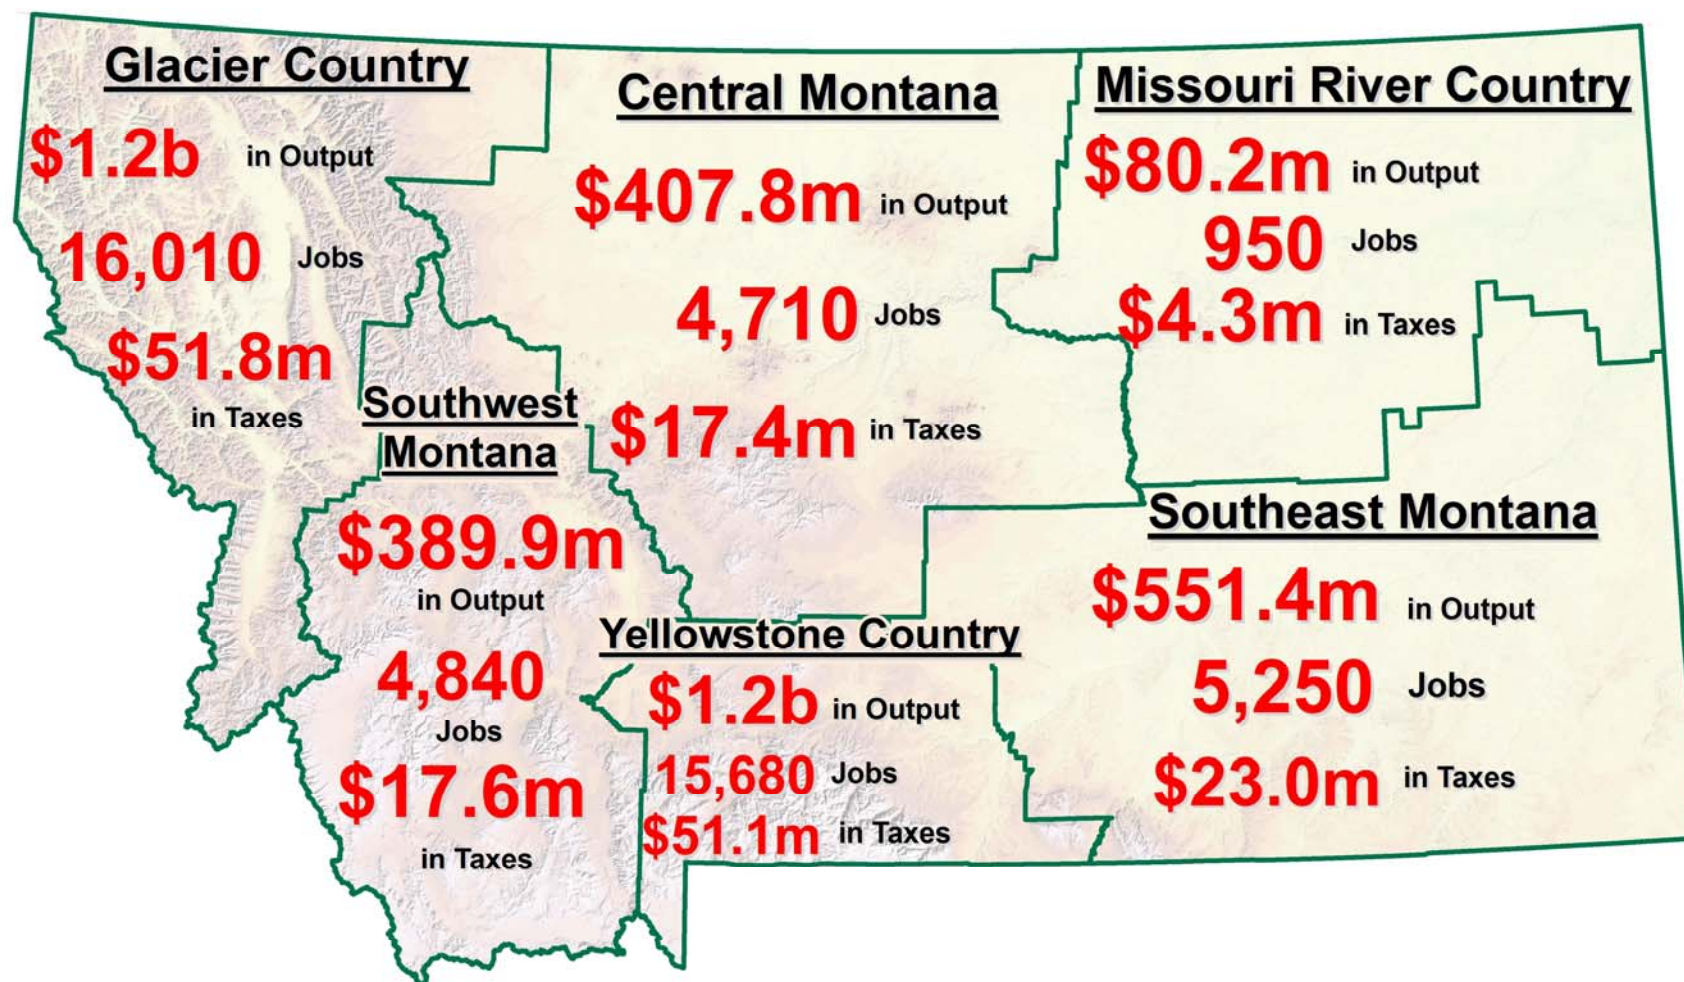 Glacier Country
$1.2b in Output
16,010 Jobs
$51.8m
in Taxes
Central Montana
$407.8m in Output
4,710 Jobs
$17.4m in Taxes
Missouri River Country
$80.2m in Output
950 Jobs
$4.3m in Taxes
Southwest
Montana
$389.9m
in Output
4,840
Jobs
$17.6m
in Taxes
Yellowstone Country
$1.2b in Output
15,680 Jobs
$51.1m in Taxes
Southeast Montana
$551.4m in Output
5,250 Jobs
$23.0m in Taxes